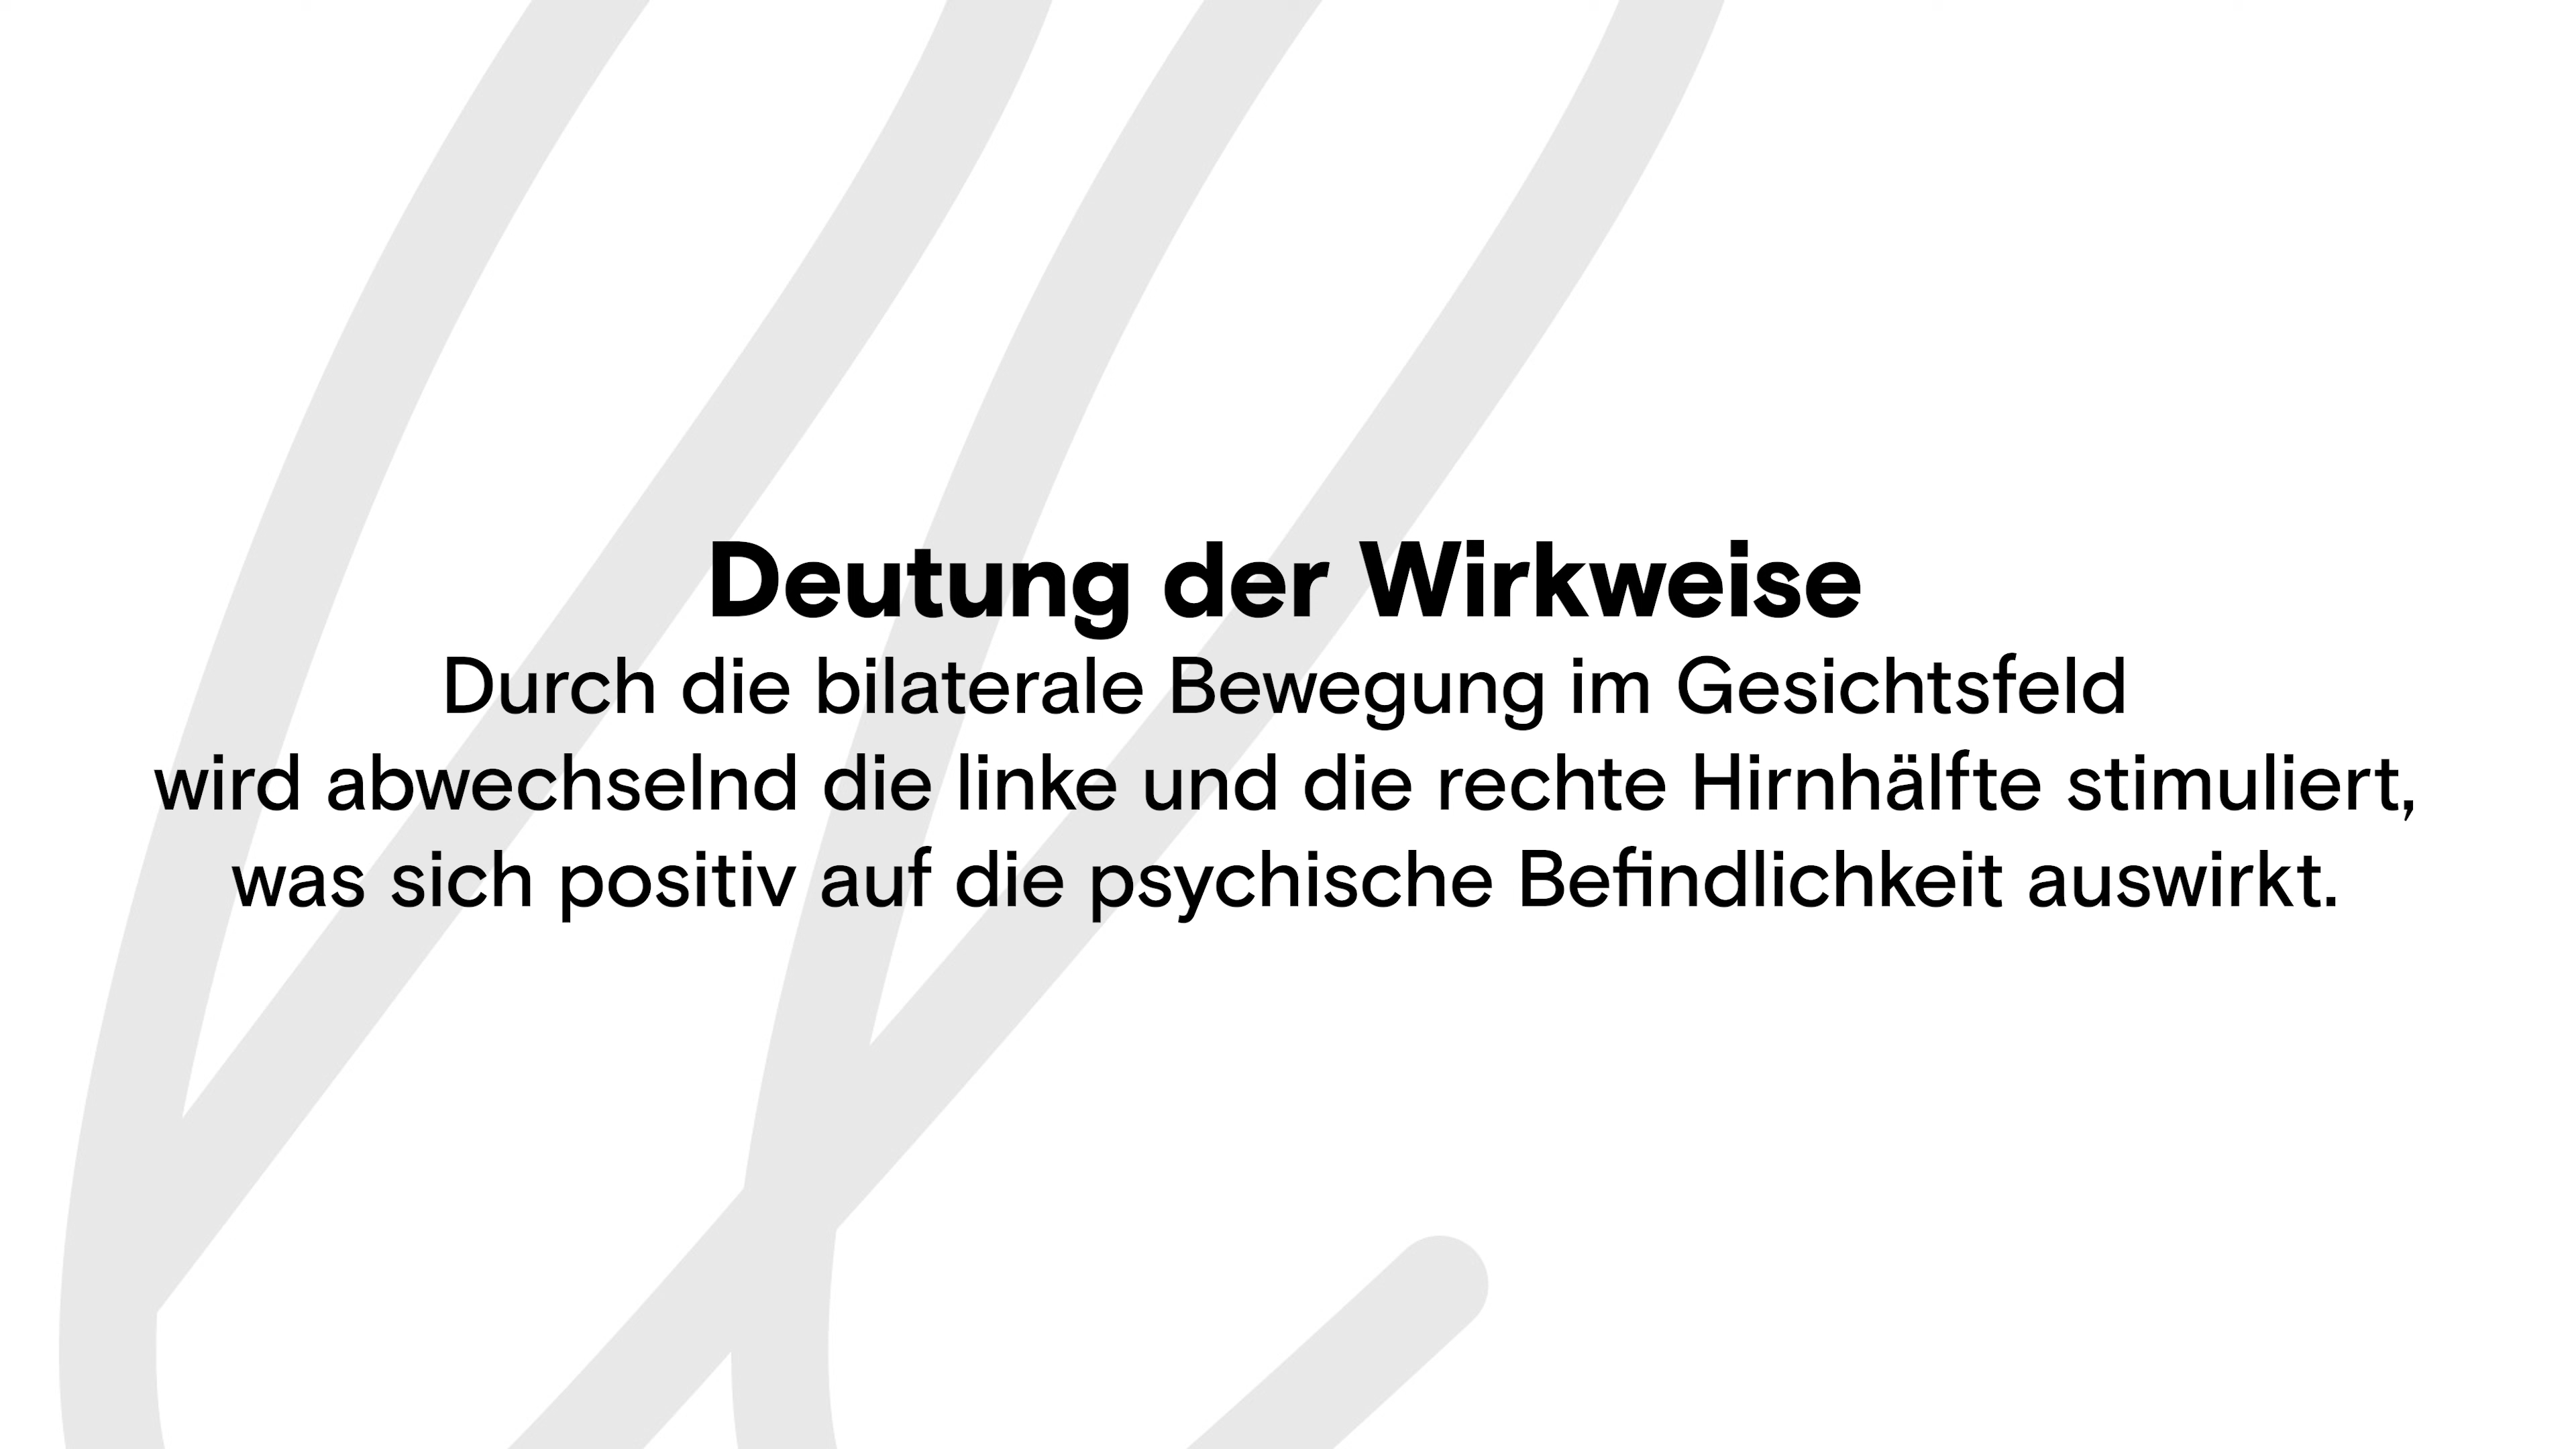 Deutung der Wirkweise
Durch die bilaterale Bewegung im Gesichtsfeld
wird abwechselnd die linke und die rechte Hirnhälfte stimuliert,
was sich positiv auf die psychische Befindlichkeit auswirkt.